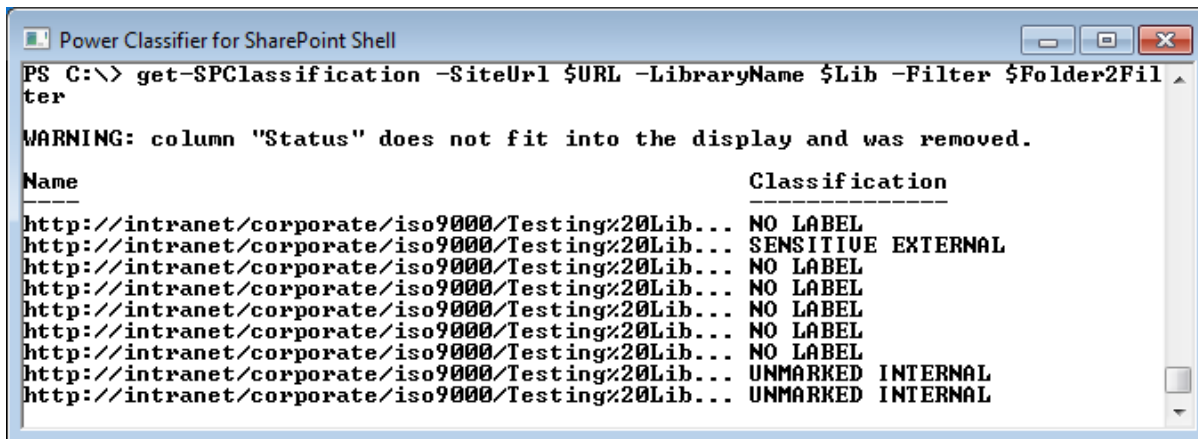 Power Classifier for SharePoint Shell
PS C:\> get-SPClassification -SiteUrl $URL -LibraryName $Lib -Filter $Folder2Fil
ter
WARNING: column "Status" does not fit into the display and was removed.
Name Classification
---- --------------
http://intranet/corporate/iso9000/Testing%20Lib... NO LABEL
http://intranet/corporate/iso9000/Testing%20Lib... SENSITIVE EXTERNAL
http://intranet/corporate/iso9000/Testing%20Lib... NO LABEL
http://intranet/corporate/iso9000/Testing%20Lib... NO LABEL
http://intranet/corporate/iso9000/Testing%20Lib... NO LABEL
http://intranet/corporate/iso9000/Testing%20Lib... NO LABEL
http://intranet/corporate/iso9000/Testing%20Lib... NO LABEL
http://intranet/corporate/iso9000/Testing%20Lib... UNMARKED INTERNAL
http://intranet/corporate/iso9000/Testing%20Lib... UNMARKED INTERNAL